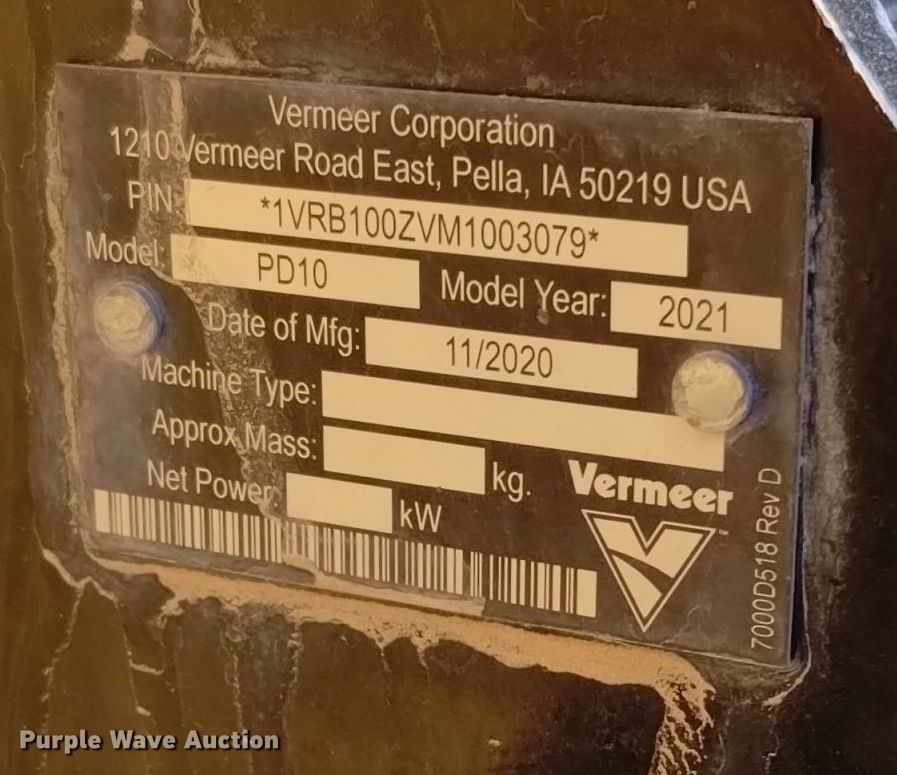 Vermeer Corporation
1210 Vermeer Road East, Pella, IA 50219 USA
PIN: *1VRB100ZVM1003079*
Model: PD10 Model Year: 2021
Date of Mfg: 11/2020
Machine Type:
Approx Mass: kg.
Net Power: kW
Vermeer
™
7000D518 Rev D
Purple Wave Auction